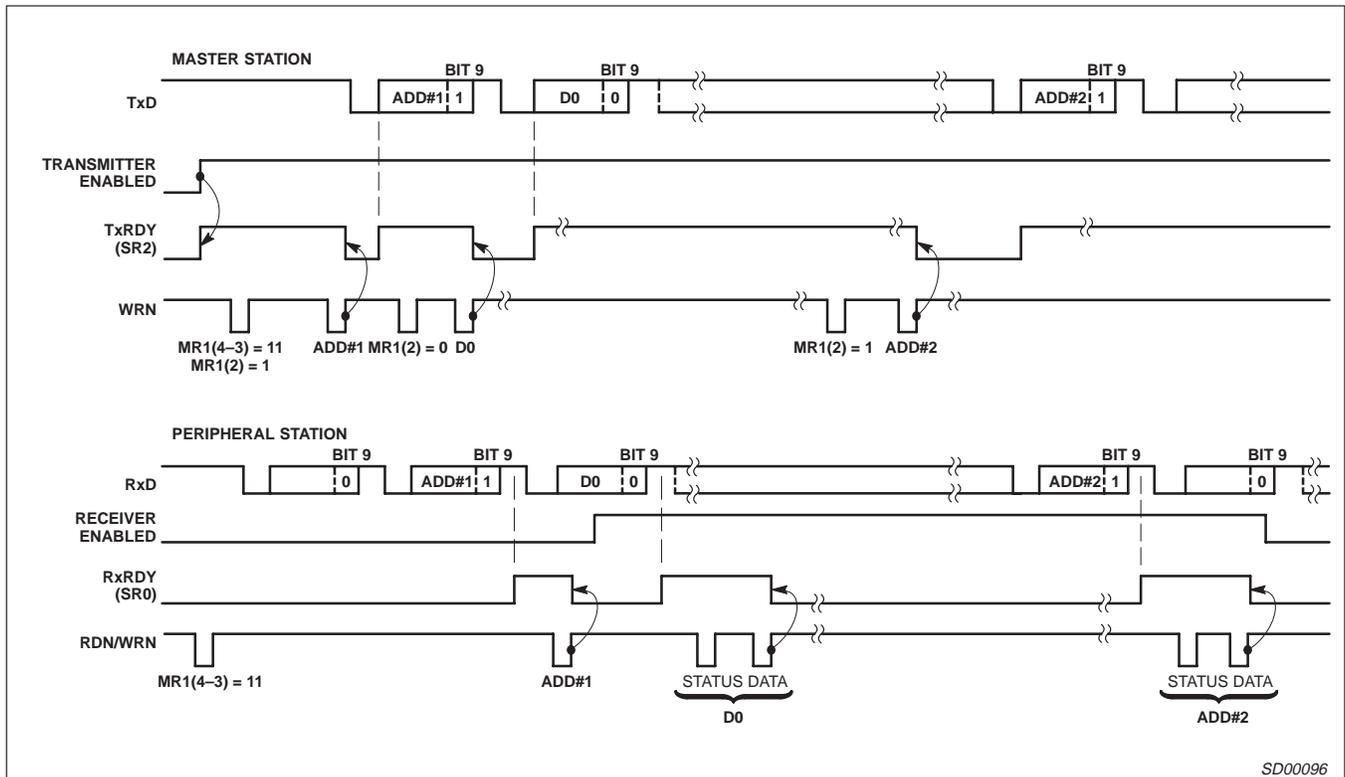 MASTER STATION
BIT 9 BIT 9 BIT 9
TxD ADD#1 1 D0 0 ADD#2 1
TRANSMITTER
ENABLED
TxRDY
(SR2)
WRN
MR1(4–3) = 11 ADD#1 MR1(2) = 0 D0 MR1(2) = 1 ADD#2
MR1(2) = 1
PERIPHERAL STATION
BIT 9 BIT 9 BIT 9 BIT 9 BIT 9
RxD 0 ADD#1 1 D0 0 ADD#2 1 0
RECEIVER
ENABLED
RxRDY
(SR0)
RDN/WRN
MR1(4–3) = 11 ADD#1 STATUS DATA STATUS DATA
D0 ADD#2
SD00096